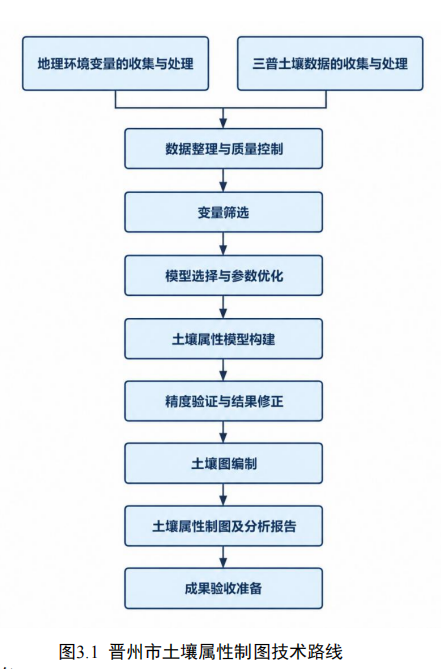 地理环境变量的收集与处理
三普土壤数据的收集与处理
数据整理与质量控制
变量筛选
模型选择与参数优化
土壤属性模型构建
精度验证与结果修正
土壤图编制
土壤属性制图及分析报告
成果验收准备
图3.1 晋州市土壤属性制图技术路线